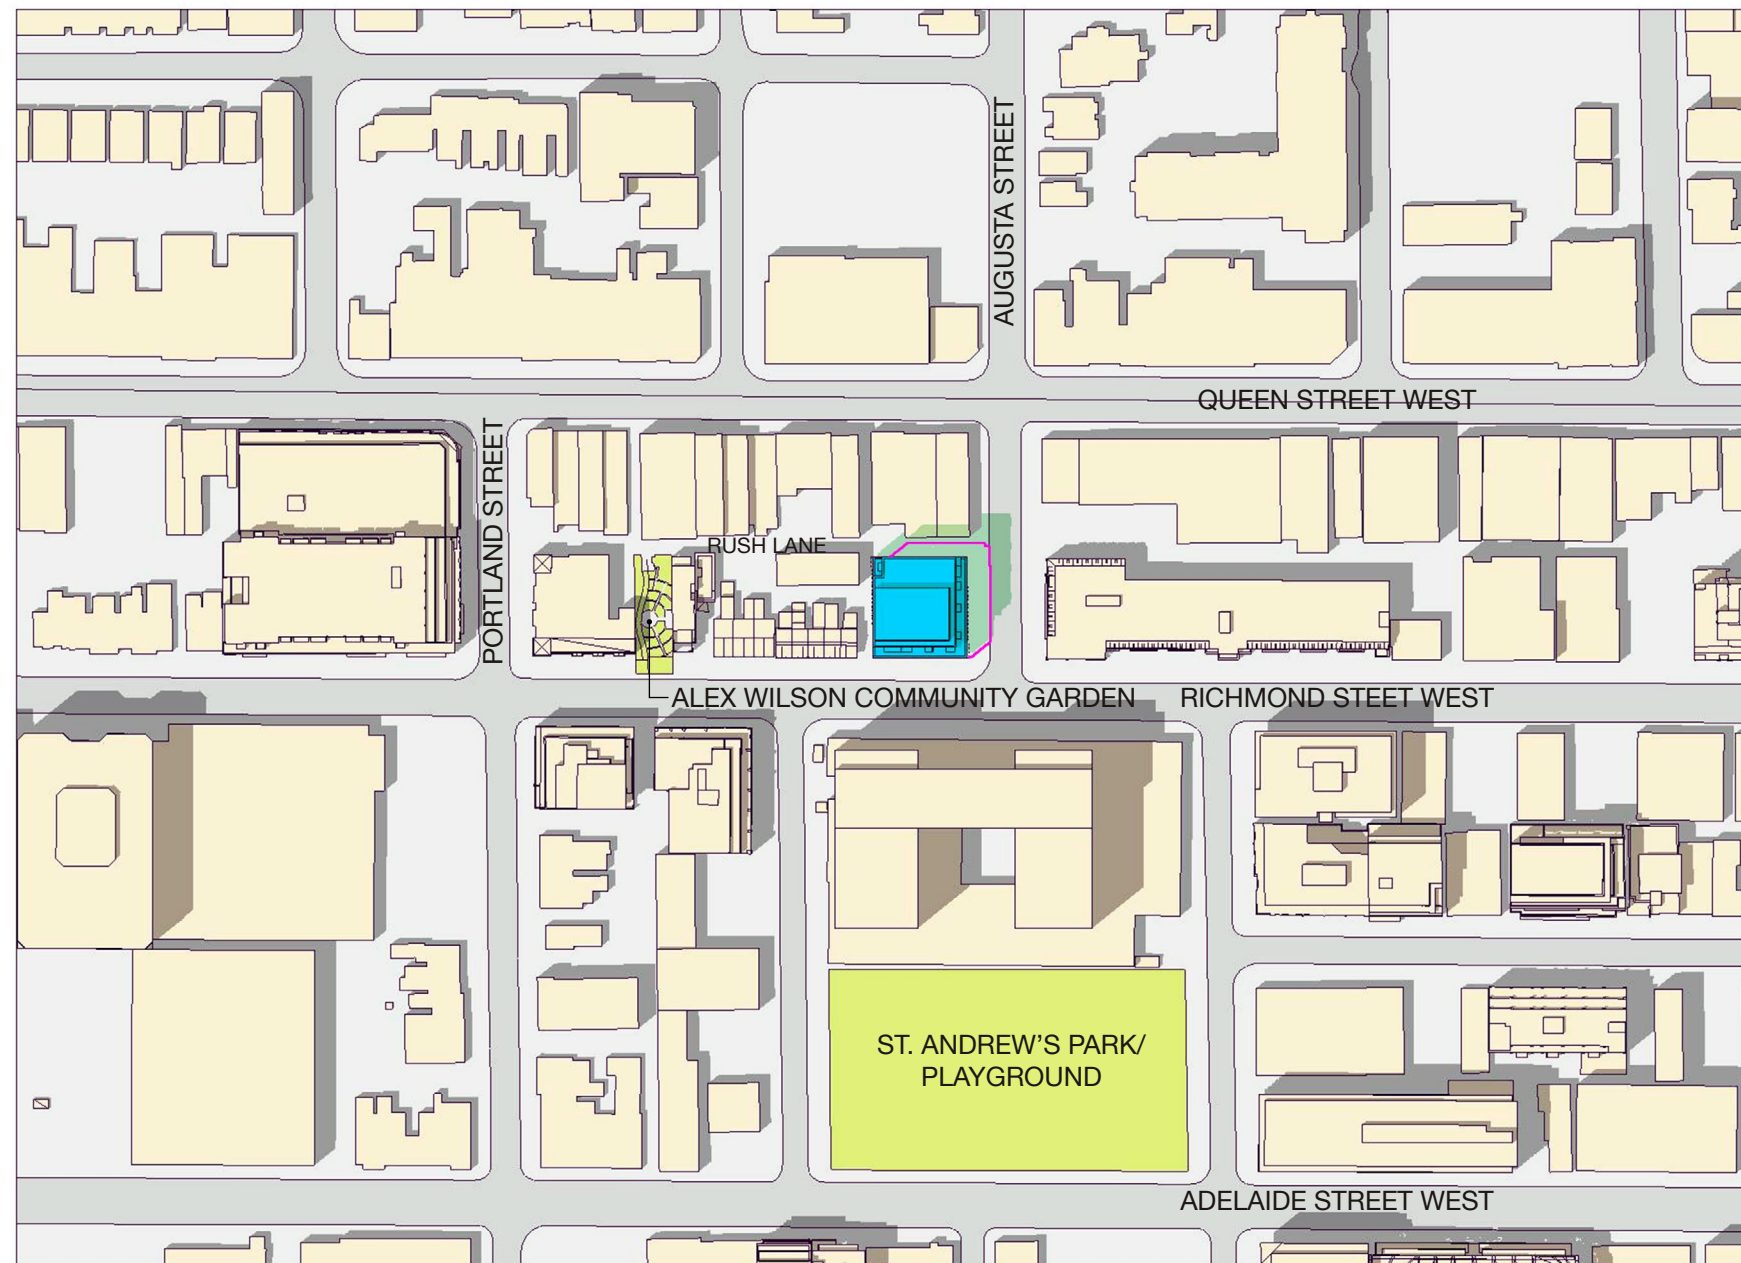 AUGUSTA STREET
QUEEN STREET WEST
PORTLAND STREET
RUSH LANE
ALEX WILSON COMMUNITY GARDEN
RICHMOND STEET WEST
ST. ANDREW'S PARK/
PLAYGROUND
ADELAIDE STREET WEST